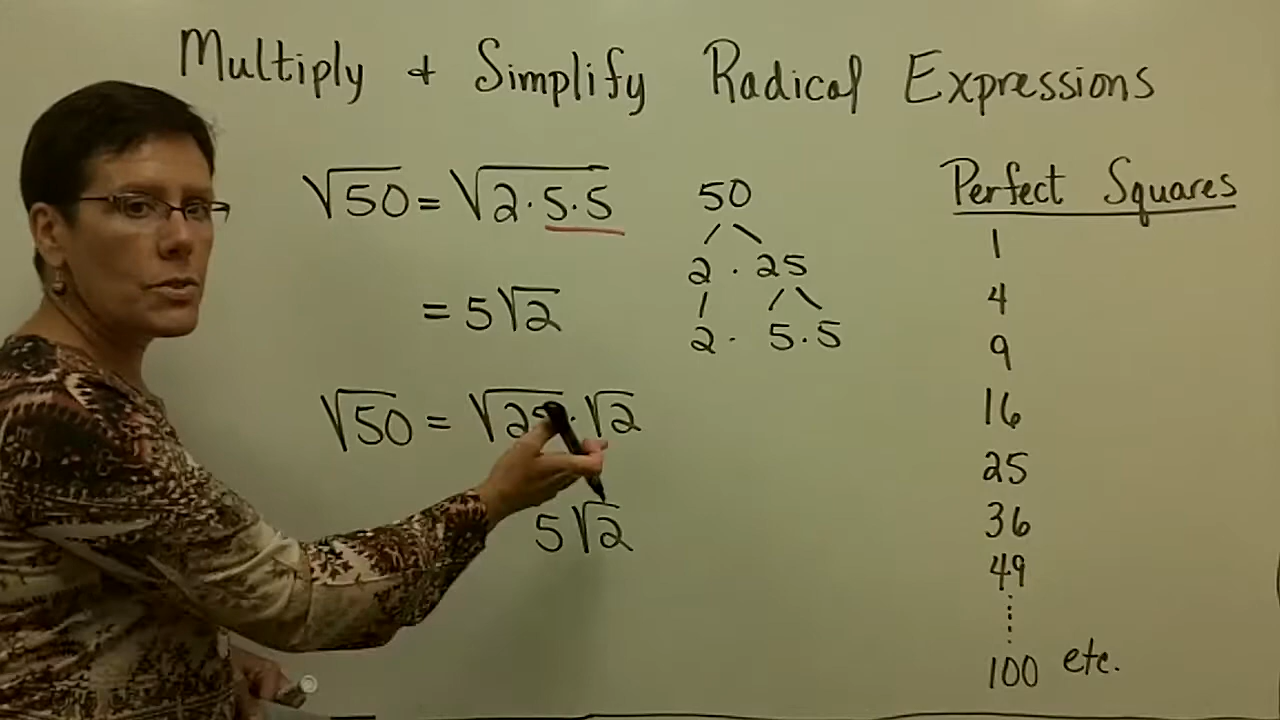 Multiply + Simplify Radical Expressions
√50 = √2·5·5
= 5√2
√50 = √25·√2
5√2
50
2 · 25
2 · 5·5
Perfect Squares
1
4
9
16
25
36
49
100 etc.